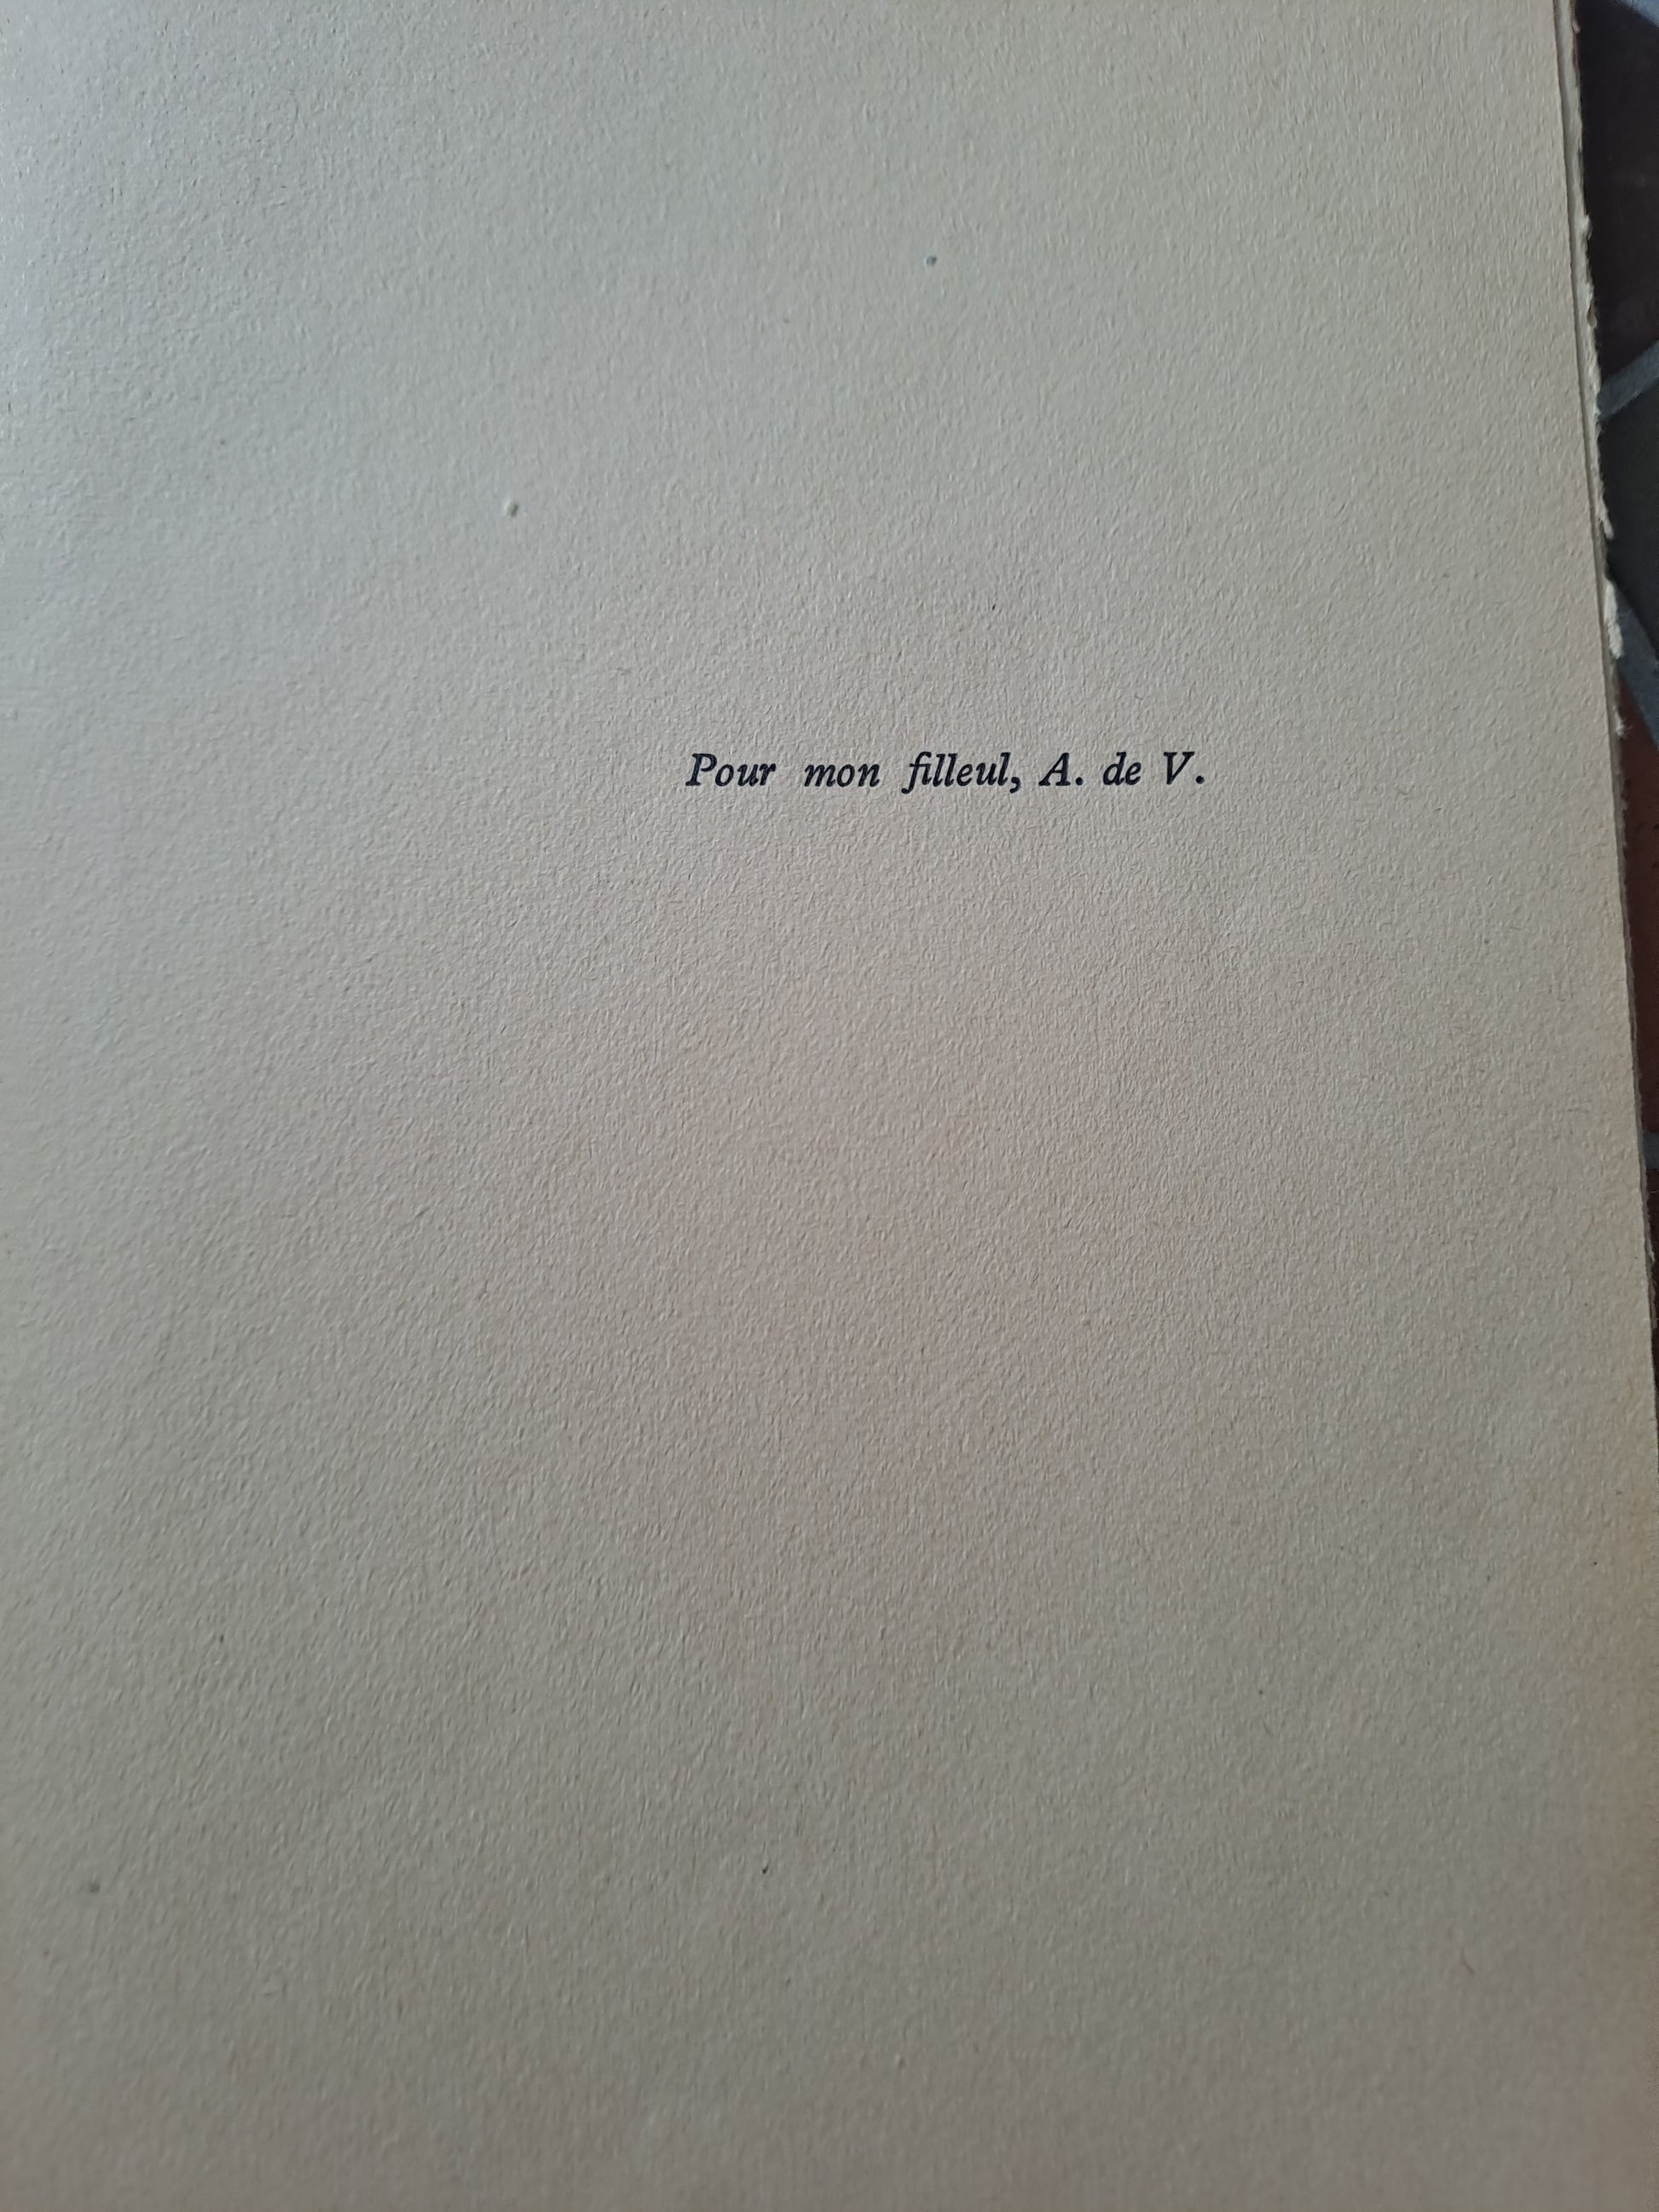 Pour mon filleul, A. de V.